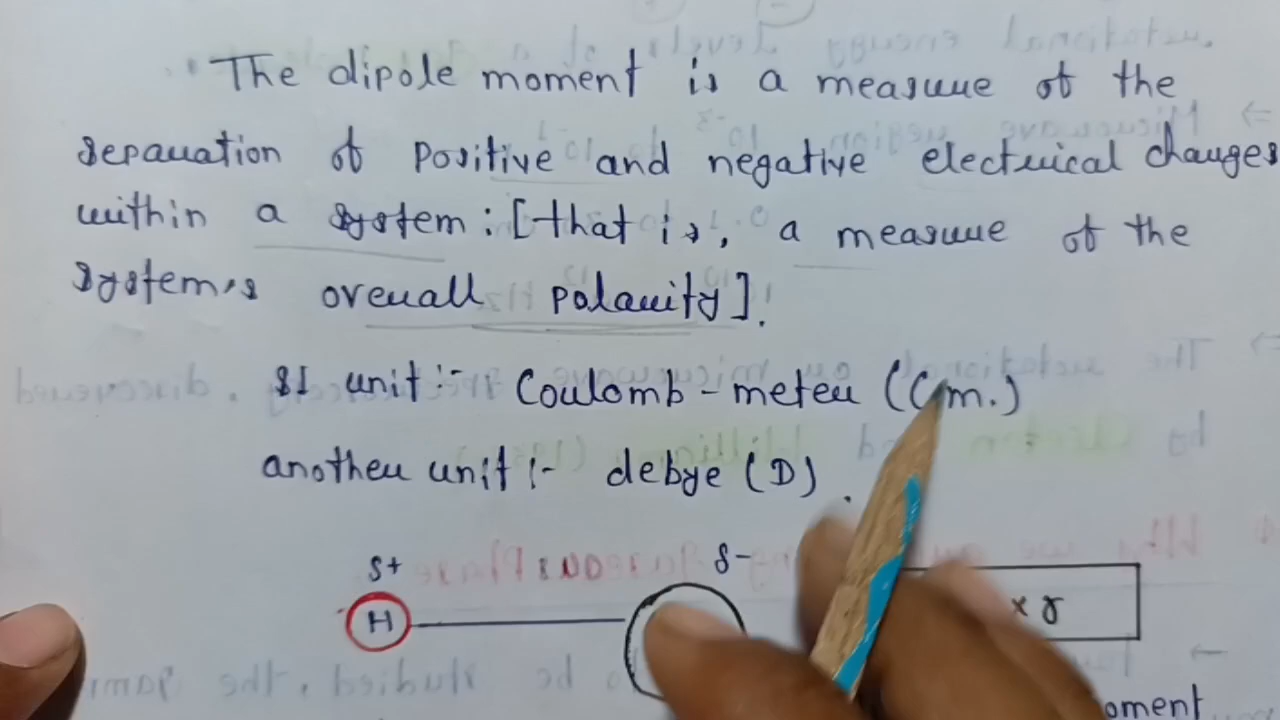 The dipole moment is a measure of the
separation of positive and negative electrical charges
within a system : [that is, a measure of the
system's overall polarity].
SI unit :- Coulomb-meter (C.m.)
another unit :- debye (D).
δ+ δ-
H
x r
oment